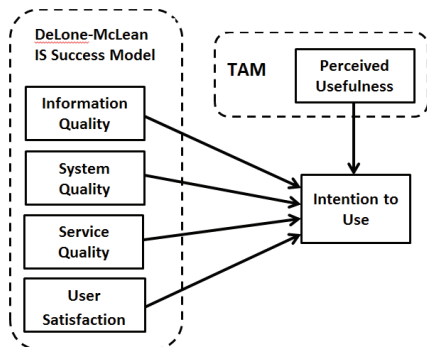 DeLone-McLean
IS Success Model
Information
Quality
System
Quality
Service
Quality
User
Satisfaction
TAM
Perceived
Usefulness
Intention to
Use